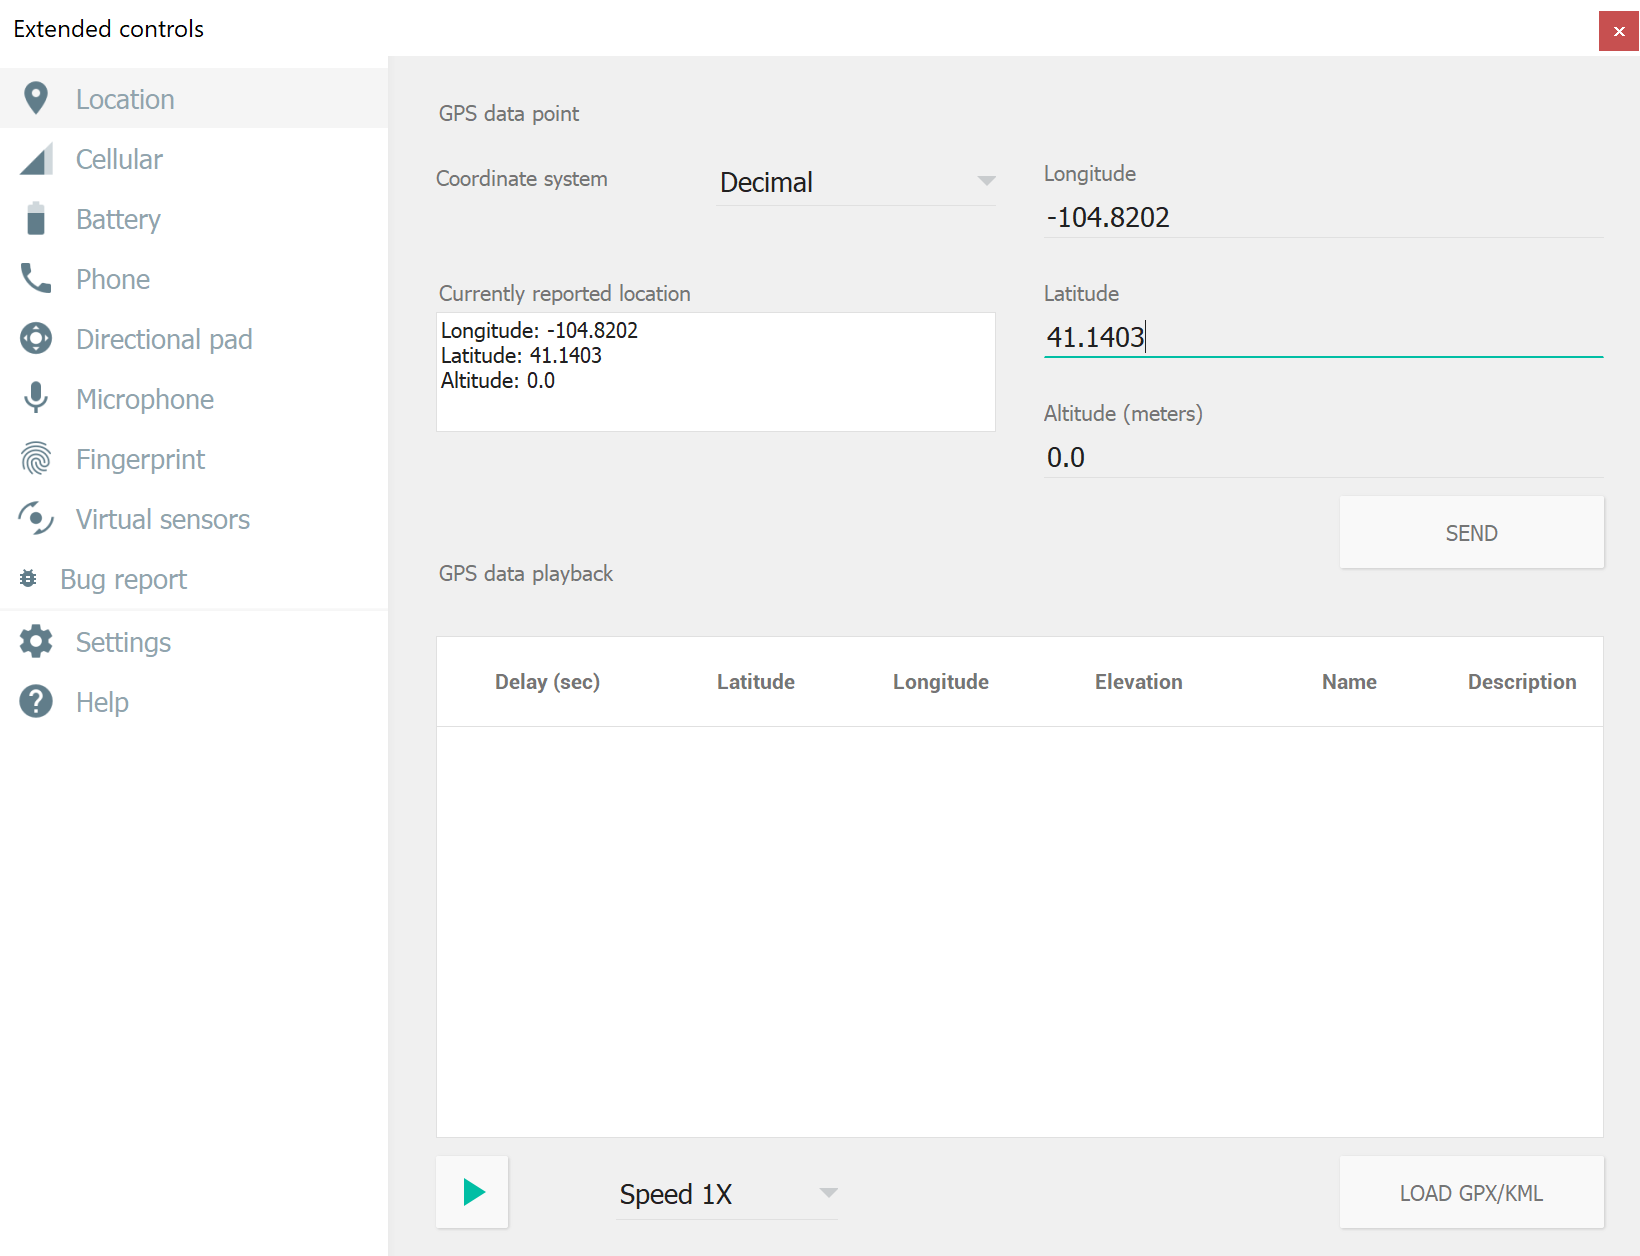 Extended controls
Location
Cellular
Battery
Phone
Directional pad
Microphone
Fingerprint
Virtual sensors
Bug report
Settings
Help
GPS data point
Coordinate system
Decimal
Longitude
-104.8202
Currently reported location
Longitude: -104.8202
Latitude: 41.1403
Altitude: 0.0
Latitude
41.1403
Altitude (meters)
0.0
SEND
GPS data playback
Delay (sec) Latitude Longitude Elevation Name Description
Speed 1X
LOAD GPX/KML